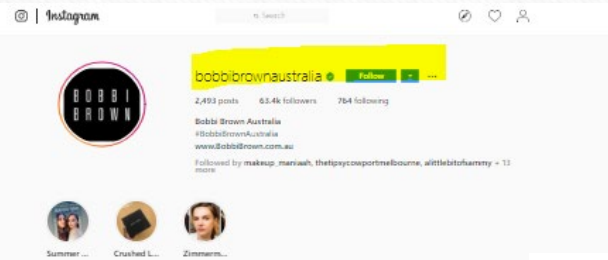 Instagram
Search
bobbibrownaustralia Follow ...
BOBBI
BROWN
2,493 posts 63.4k followers 764 following
Bobbi Brown Australia
#BobbiBrownAustralia
www.BobbiBrown.com.au
Followed by makeup_maniaah, thetipsycowportmelbourne, alittlebitofsammy + 13
more
Summer ... Crushed L... Zimmerm...